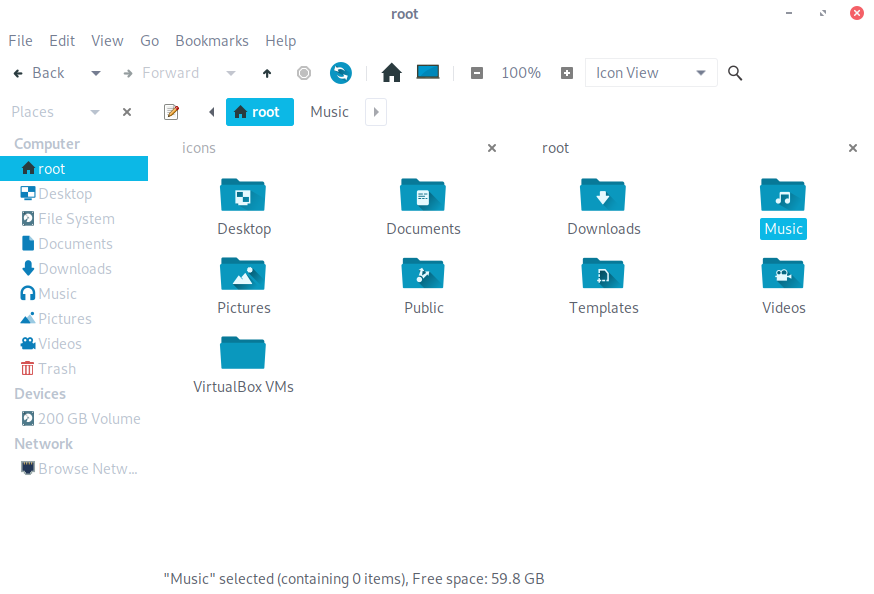 root
File Edit View Go Bookmarks Help
Back Forward 100% Icon View
Places root Music
Computer
root
Desktop
File System
Documents
Downloads
Music
Pictures
Videos
Trash
Devices
200 GB Volume
Network
Browse Netw...
icons root
Desktop Documents Downloads Music
Pictures Public Templates Videos
VirtualBox VMs
"Music" selected (containing 0 items), Free space: 59.8 GB